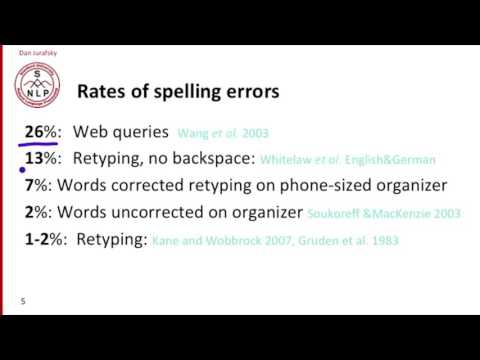 Dan Jurafsky
S
NLP
Rates of spelling errors
26%: Web queries Wang et al. 2003
13%: Retyping, no backspace: Whitelaw et al. English&German
7%: Words corrected retyping on phone-sized organizer
2%: Words uncorrected on organizer Soukoreff &MacKenzie 2003
1-2%: Retyping: Kane and Wobbrock 2007, Gruden et al. 1983
5